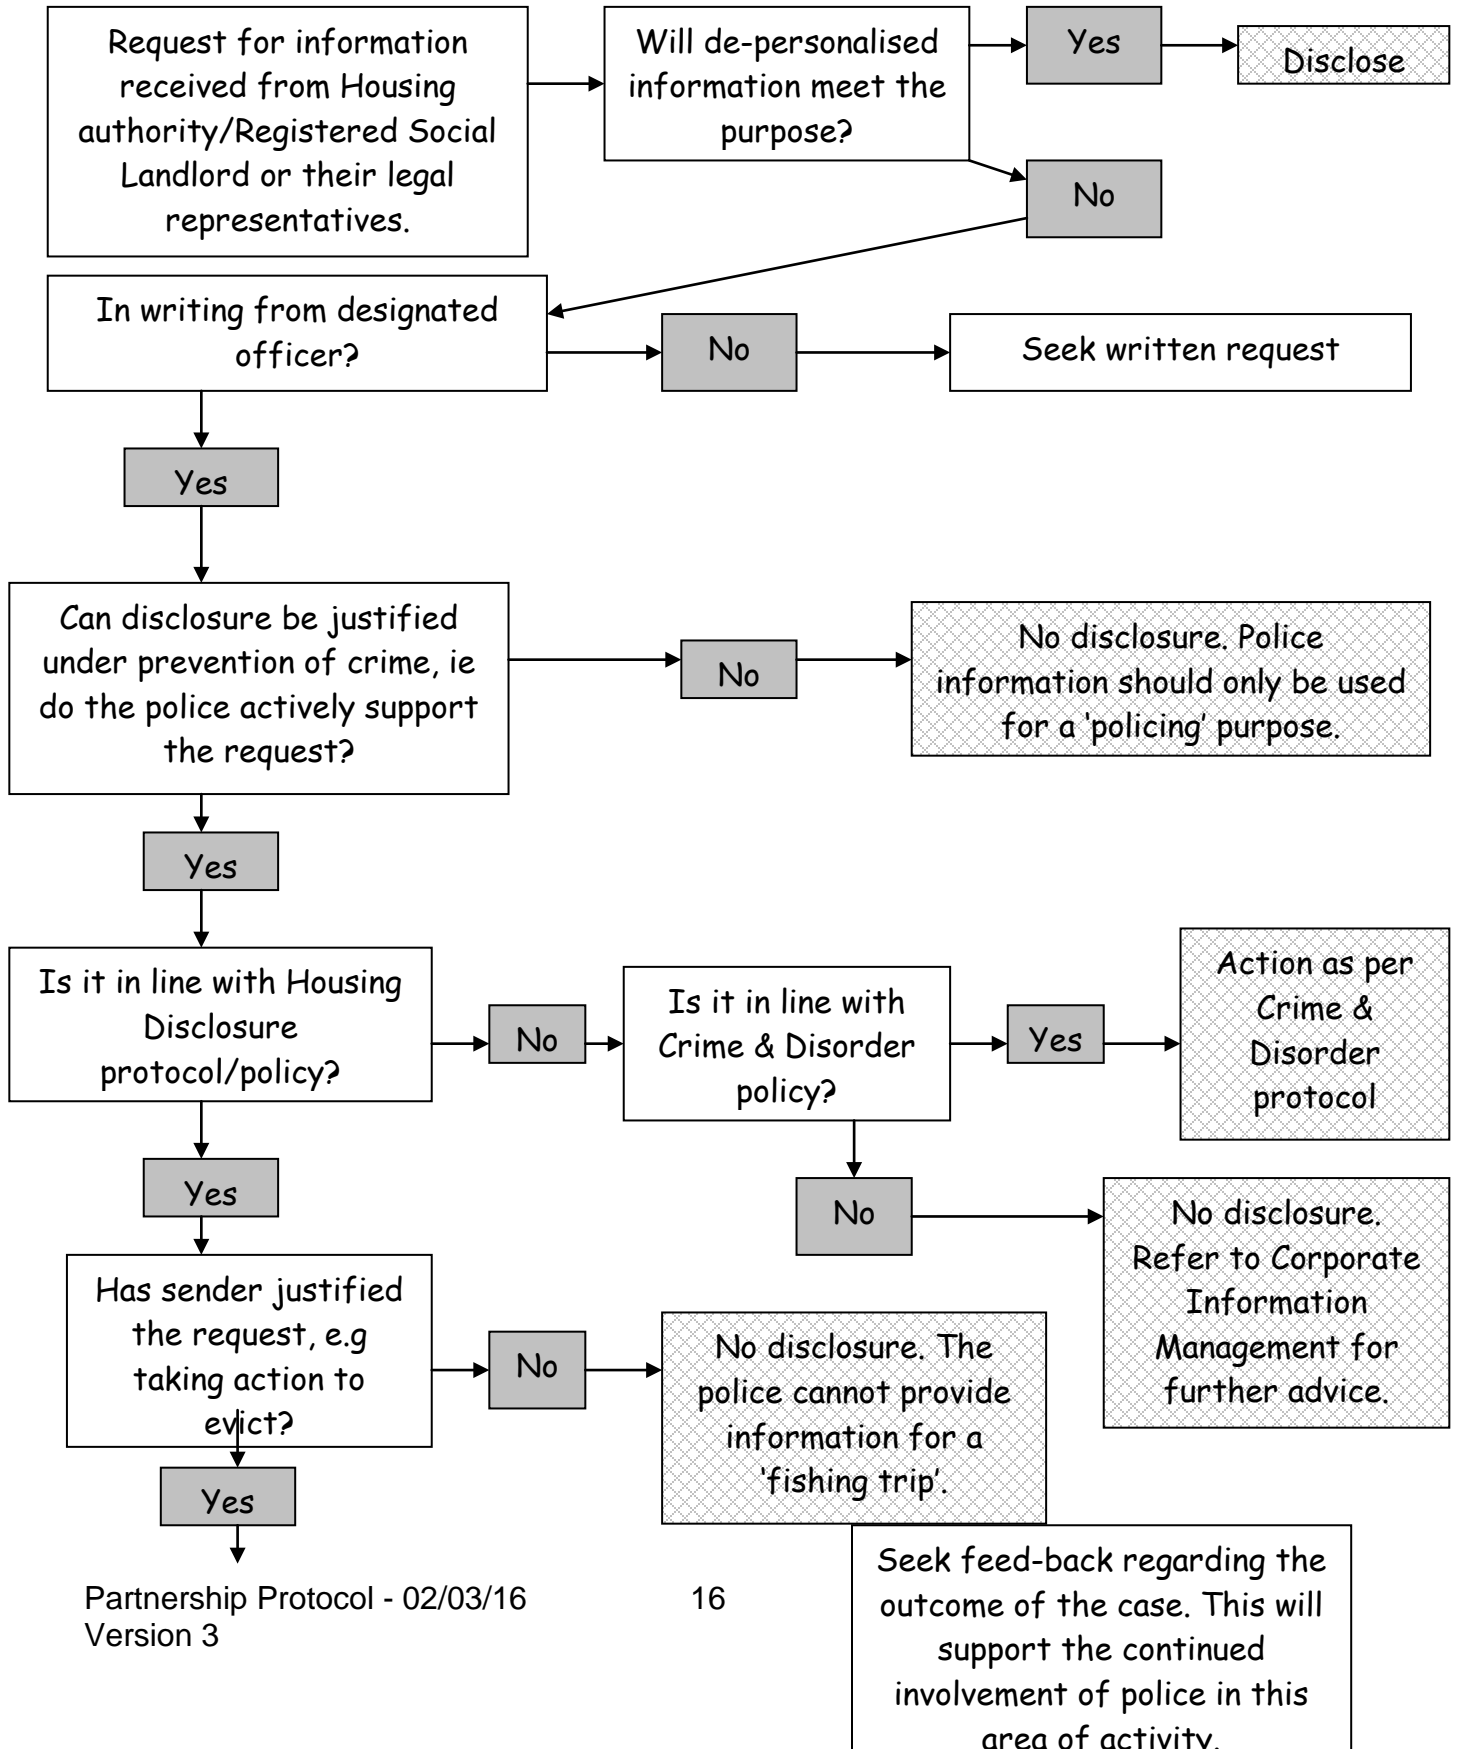 Request for information
received from Housing
authority/Registered Social
Landlord or their legal
representatives.
Will de-personalised
information meet the
purpose?
Yes
Disclose
No
In writing from designated
officer?
No
Seek written request
Yes
Can disclosure be justified
under prevention of crime, ie
do the police actively support
the request?
No
No disclosure. Police
information should only be used
for a ‘policing’ purpose.
Yes
Is it in line with Housing
Disclosure
protocol/policy?
No
Is it in line with
Crime & Disorder
policy?
Yes
Action as per
Crime &
Disorder
protocol
Yes
No
No disclosure.
Refer to Corporate
Information
Management for
further advice.
Has sender justified
the request, e.g
taking action to
evict?
No
No disclosure. The
police cannot provide
information for a
‘fishing trip’.
Yes
Seek feed-back regarding the
outcome of the case. This will
support the continued
involvement of police in this
area of activity.
Partnership Protocol - 02/03/16
16
Version 3